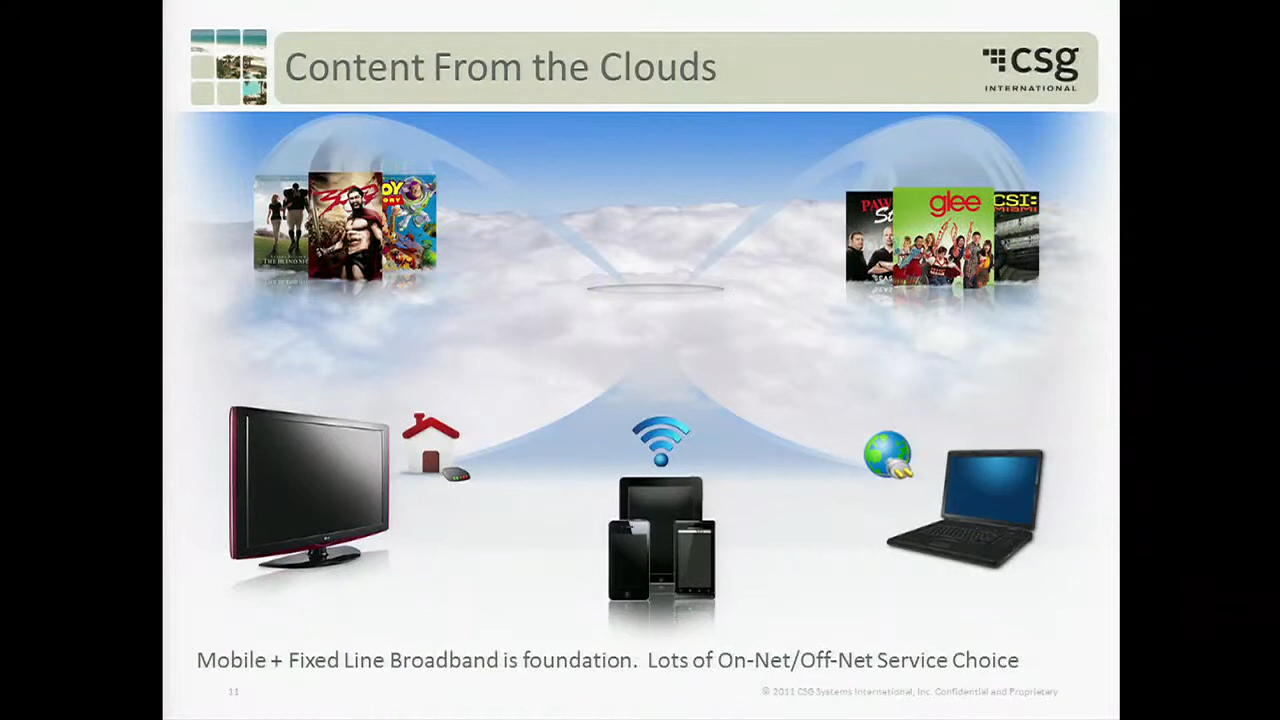 Content From the Clouds
csg
INTERNATIONAL
300
glee
CSI:
MIAMI
Mobile + Fixed Line Broadband is foundation. Lots of On-Net/Off-Net Service Choice
11
© 2011 CSG Systems International, Inc. Confidential and Proprietary